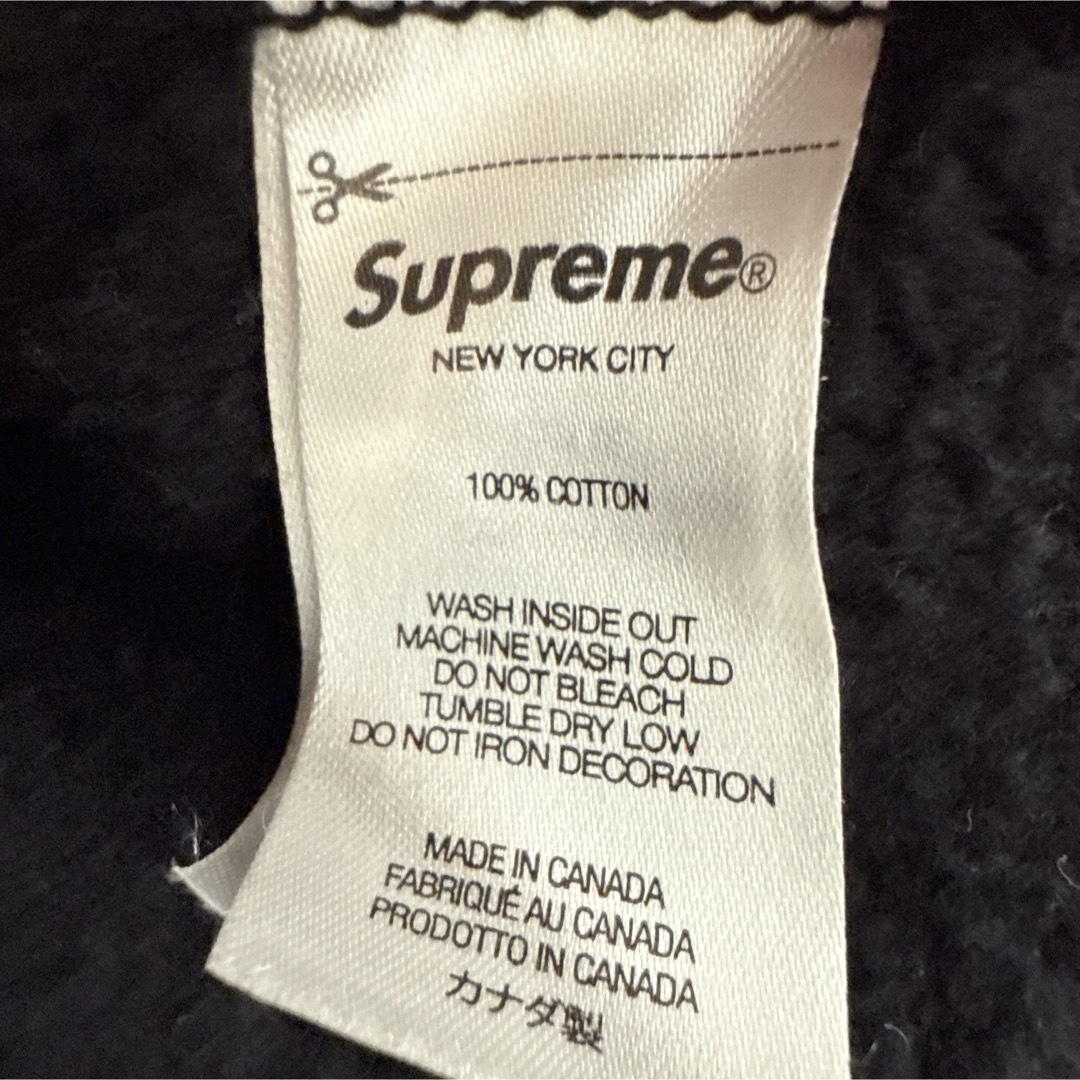 Supreme®
NEW YORK CITY
100% COTTON
WASH INSIDE OUT
MACHINE WASH COLD
DO NOT BLEACH
TUMBLE DRY LOW
DO NOT IRON DECORATION
MADE IN CANADA
FABRIQUÉ AU CANADA
PRODOTTO IN CANADA
カナダ製